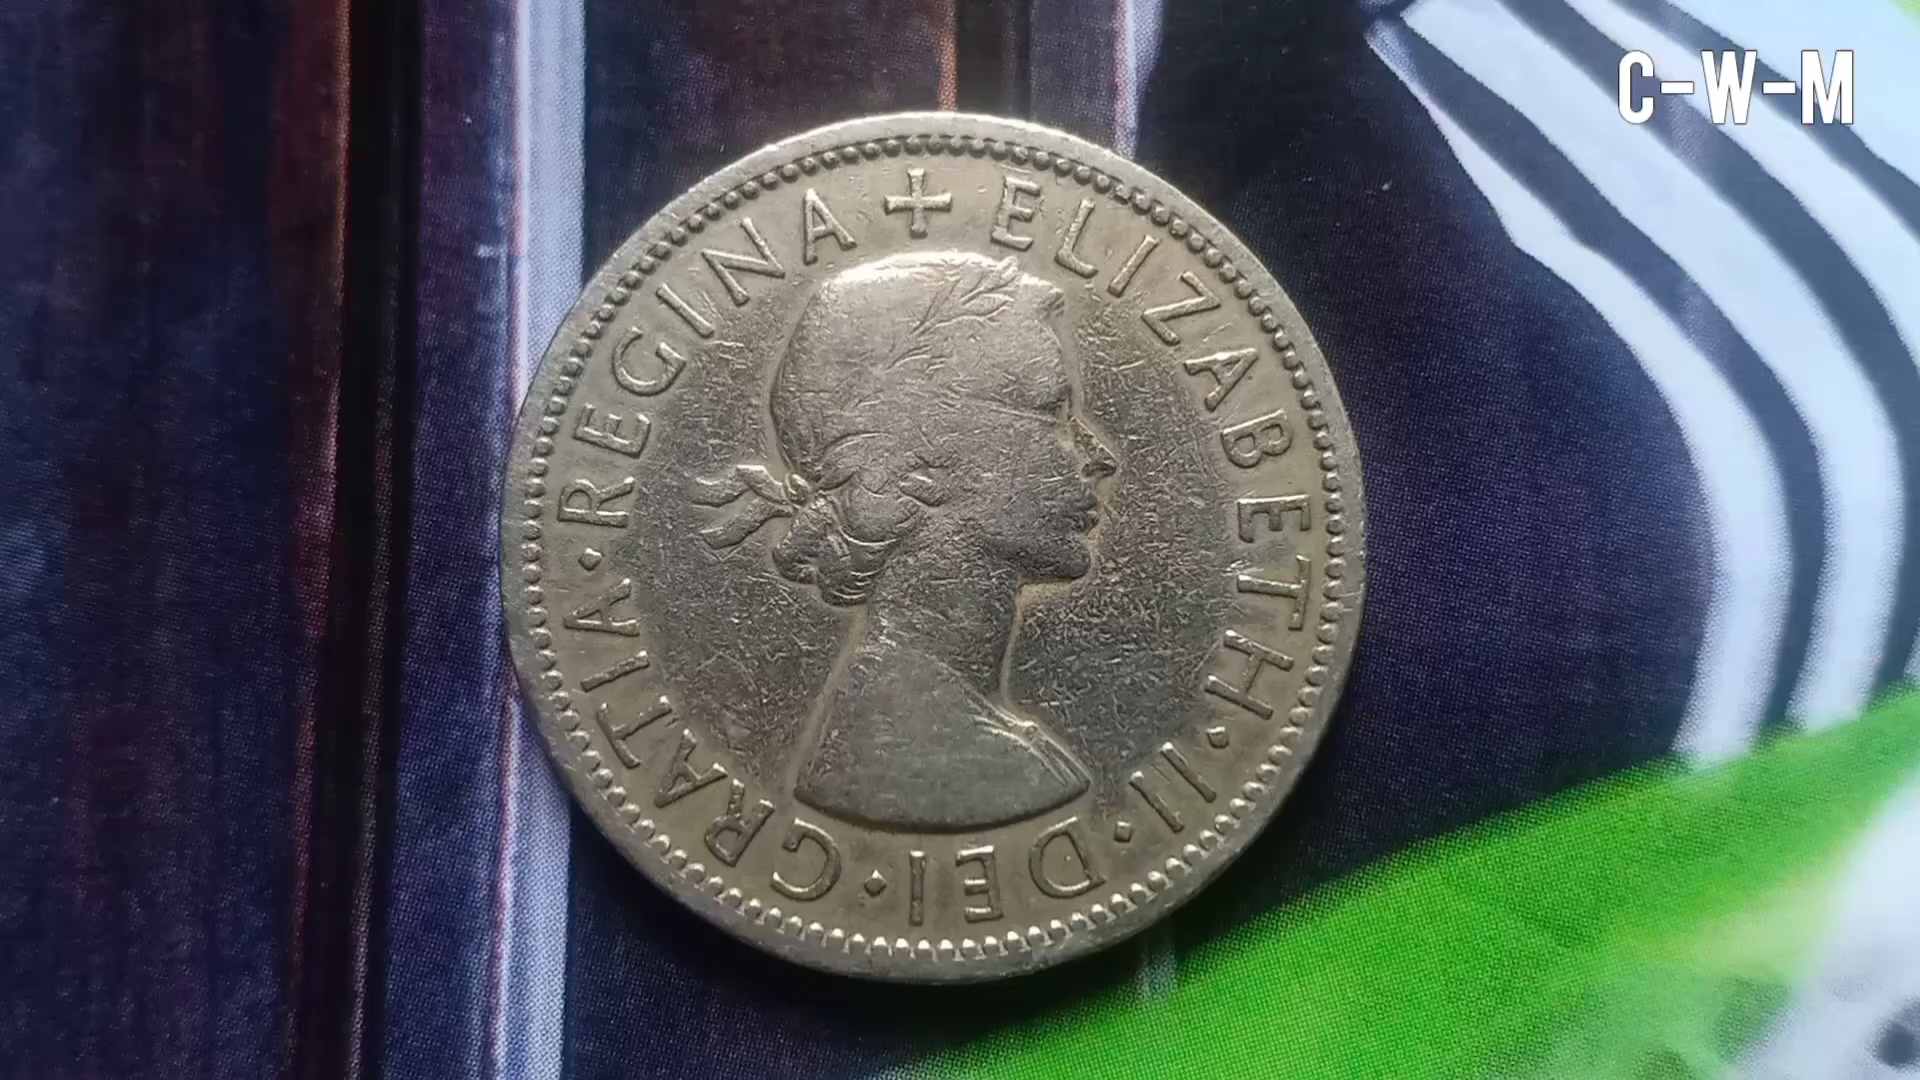 C-W-M
+ ELIZABETH · II · DEI · GRATIA · REGINA